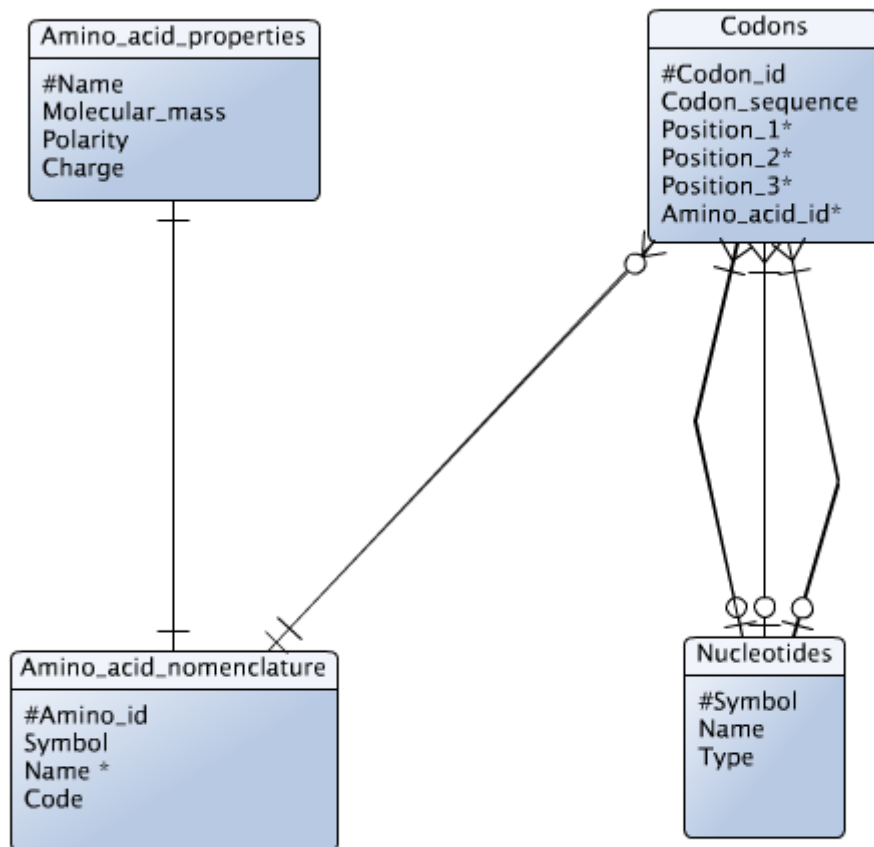 Amino_acid_properties
#Name
Molecular_mass
Polarity
Charge
Codons
#Codon_id
Codon_sequence
Position_1*
Position_2*
Position_3*
Amino_acid_id*
Amino_acid_nomenclature
#Amino_id
Symbol
Name *
Code
Nucleotides
#Symbol
Name
Type